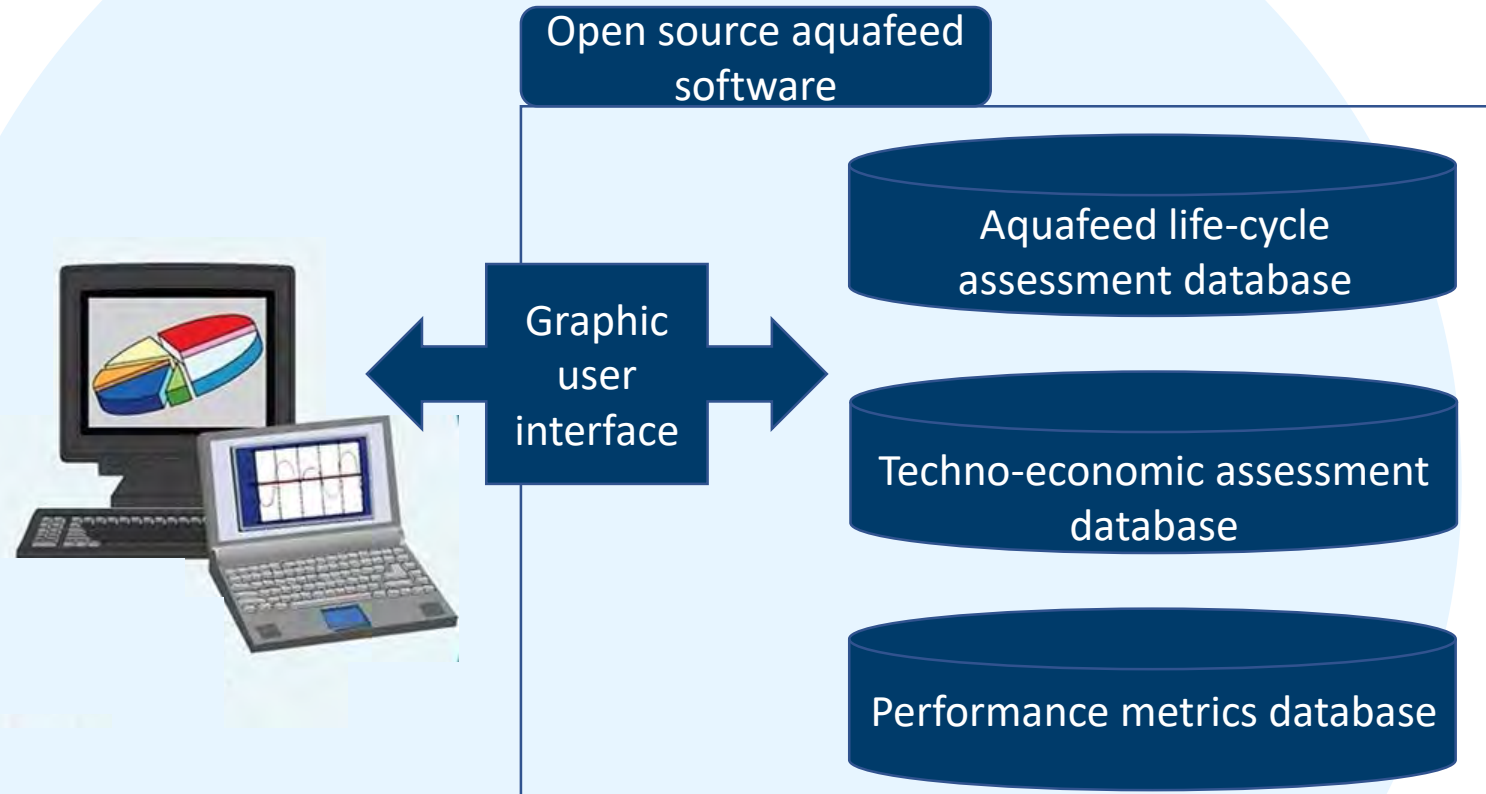 Open source aquafeed
software
Graphic
user
interface
Aquafeed life-cycle
assessment database
Techno-economic assessment
database
Performance metrics database